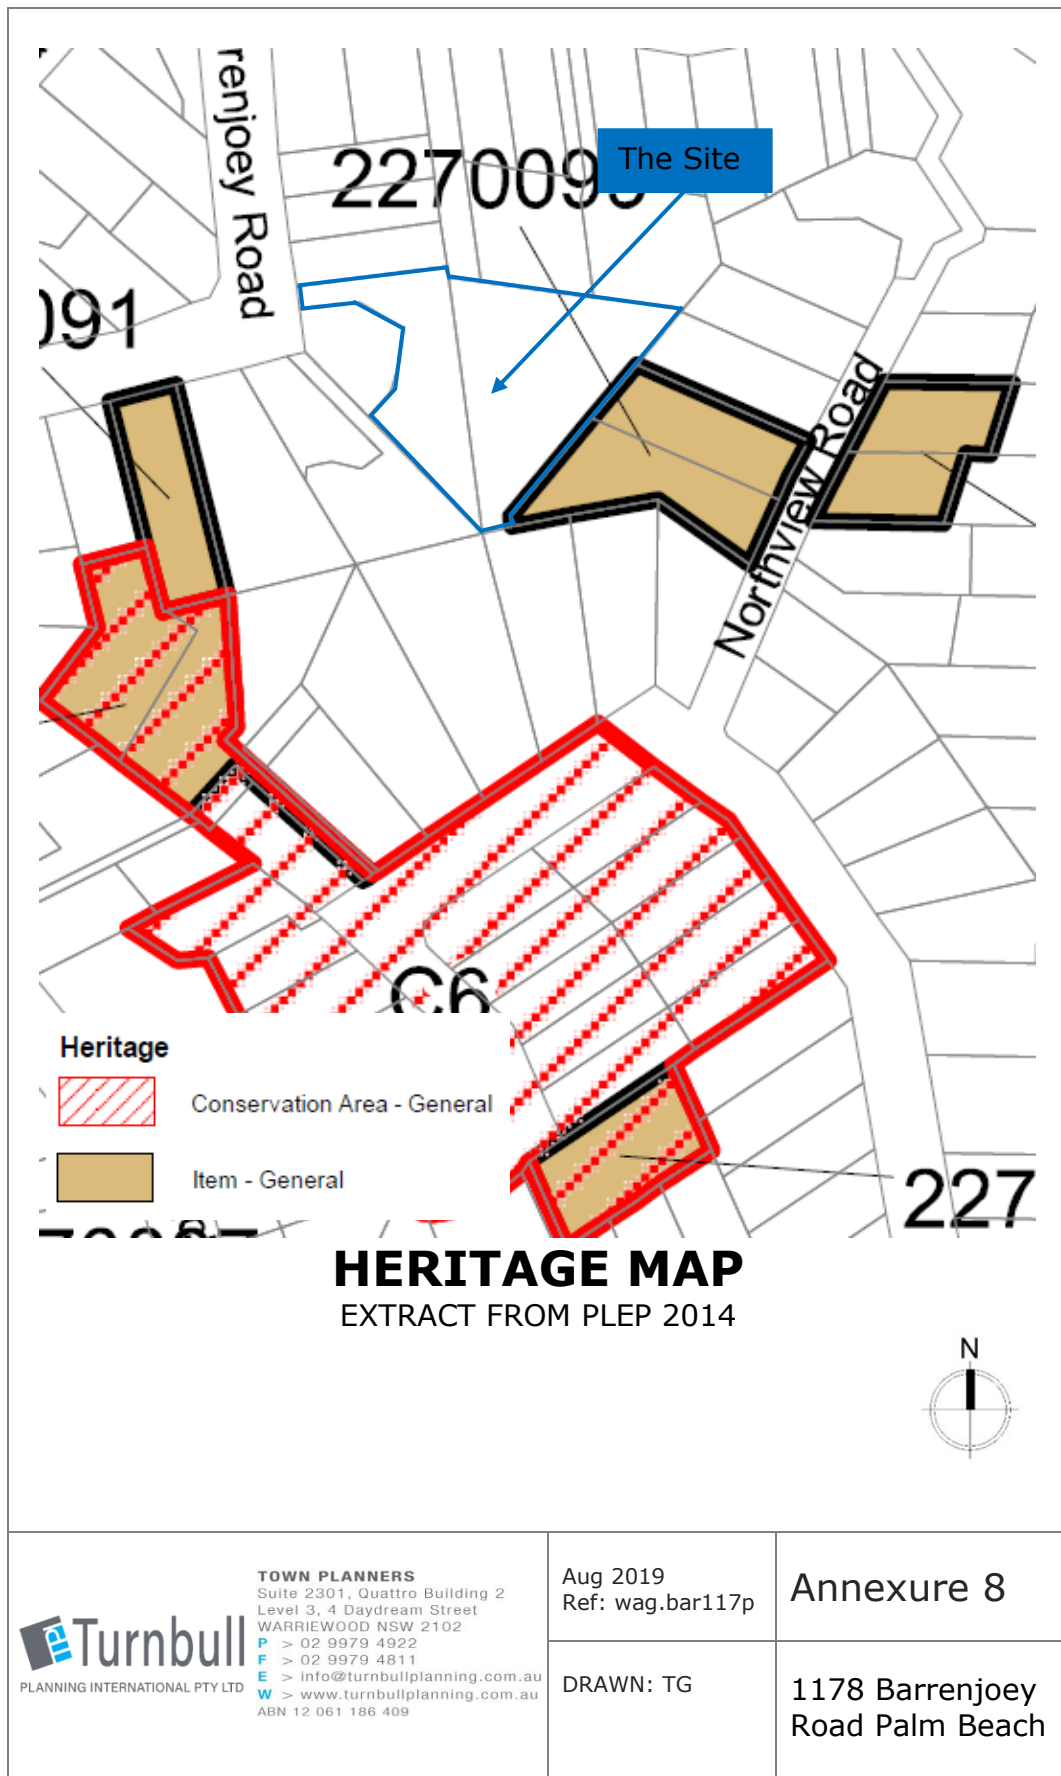 renjoey Road
The Site
091
Northview Road
C6
Heritage
Conservation Area - General
Item - General
227
HERITAGE MAP
EXTRACT FROM PLEP 2014
N
Turnbull
PLANNING INTERNATIONAL PTY LTD
TOWN PLANNERS
Suite 2301, Quattro Building 2
Level 3, 4 Daydream Street
WARRIEWOOD NSW 2102
P > 02 9979 4922
F > 02 9979 4811
E > info@turnbullplanning.com.au
W > www.turnbullplanning.com.au
ABN 12 061 186 409
Aug 2019
Ref: wag.bar117p
DRAWN: TG
Annexure 8
1178 Barrenjoey
Road Palm Beach